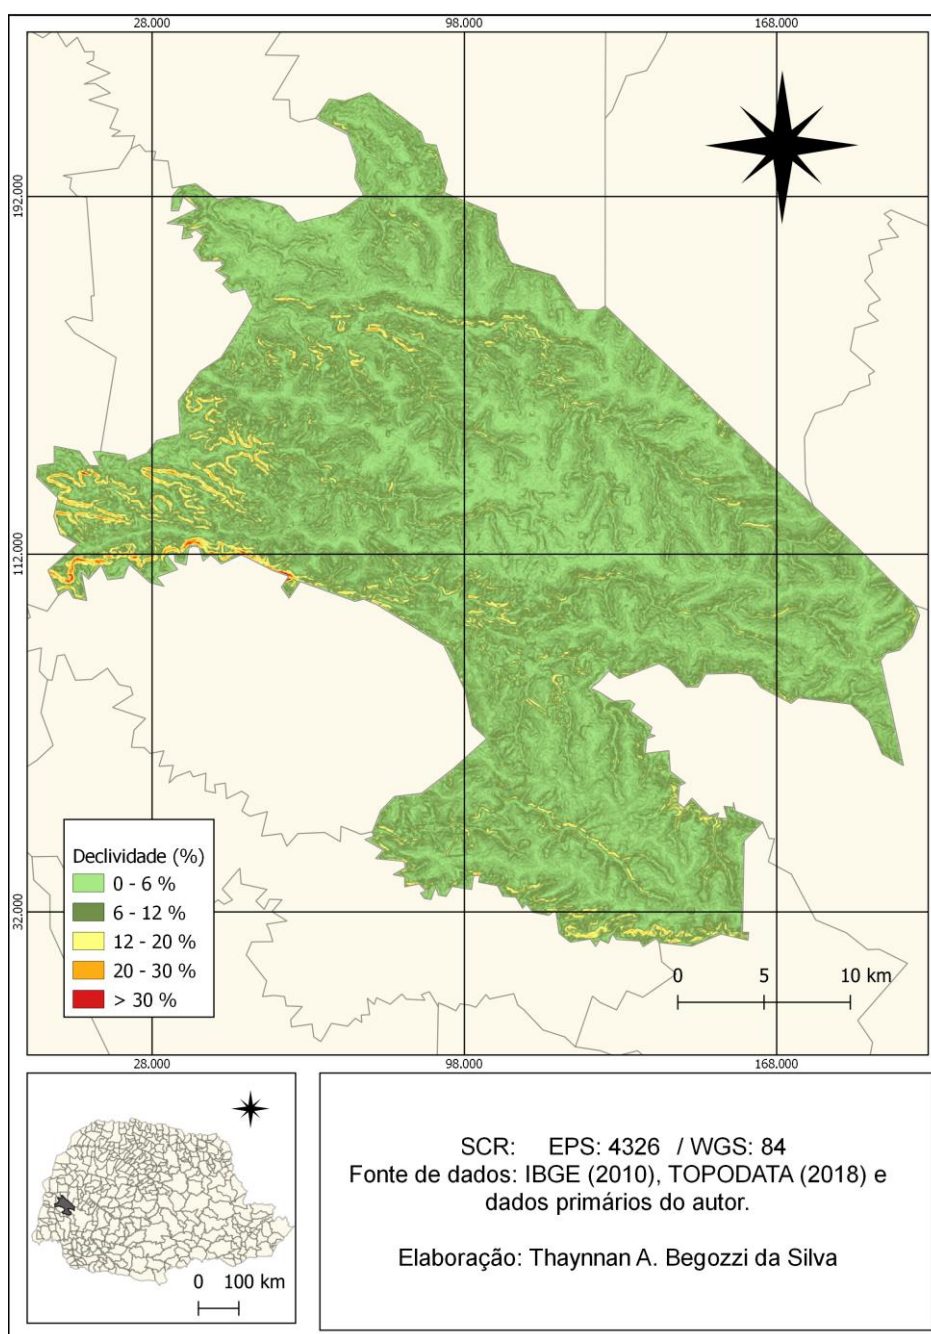 28.000
98.000
168.000
192.000
112.000
32.000
Declividade (%)
0 - 6 %
6 - 12 %
12 - 20 %
20 - 30 %
> 30 %
0 5 10 km
28.000
98.000
168.000
0 100 km
SCR: EPS: 4326 / WGS: 84
Fonte de dados: IBGE (2010), TOPODATA (2018) e
dados primários do autor.
Elaboração: Thaynnan A. Begozzi da Silva